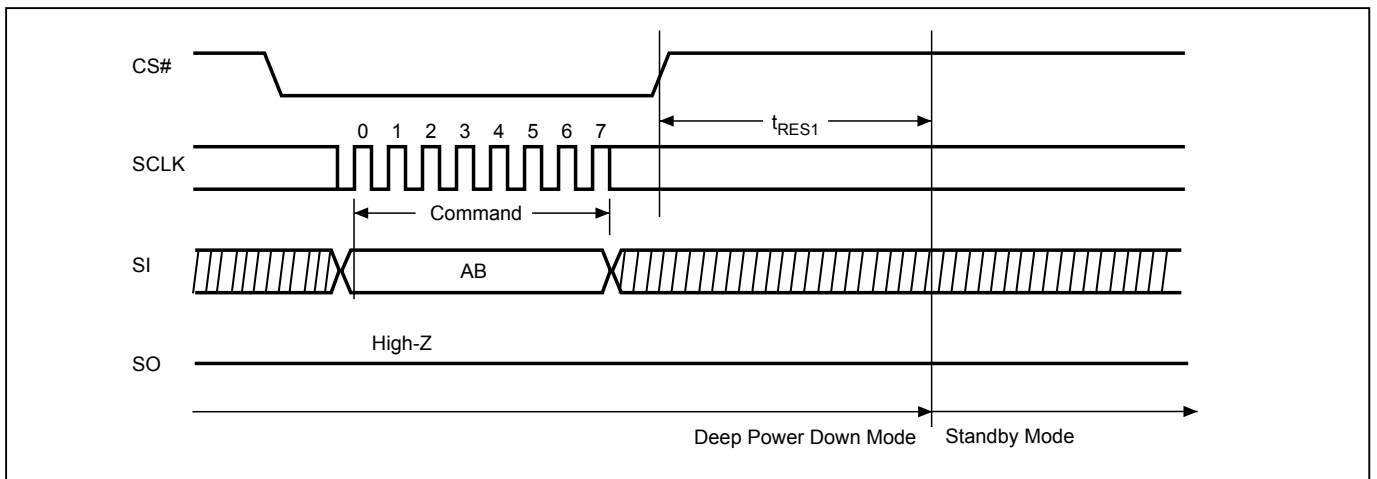 CS#
tRES1
0 1 2 3 4 5 6 7
SCLK
Command
SI
AB
High-Z
SO
Deep Power Down Mode Standby Mode